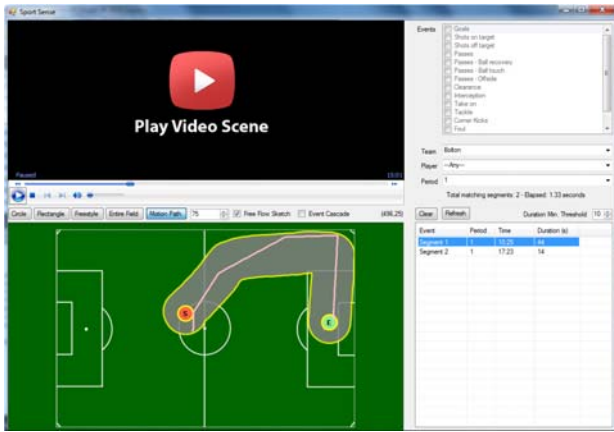 Sport Sense
Play Video Scene
Paused
15:01
Circle Rectangle Freestyle Entire Field Motion Path 75 Free Flow Sketch Event Cascade (498,25)
S
E
Events
Goals
Shots on target
Shots off target
Passes
Passes - Ball recovery
Passes - Ball touch
Passes - Offside
Clearance
Interception
Take on
Tackle
Corner Kicks
Foul
Team Bolton
Player --Any--
Period 1
Total matching segments: 2 - Elapsed: 1.33 seconds
Clear Refresh Duration Min. Threshold 10
Event Period Time Duration (s)
Segment 1 1 10:25 44
Segment 2 1 17:23 14